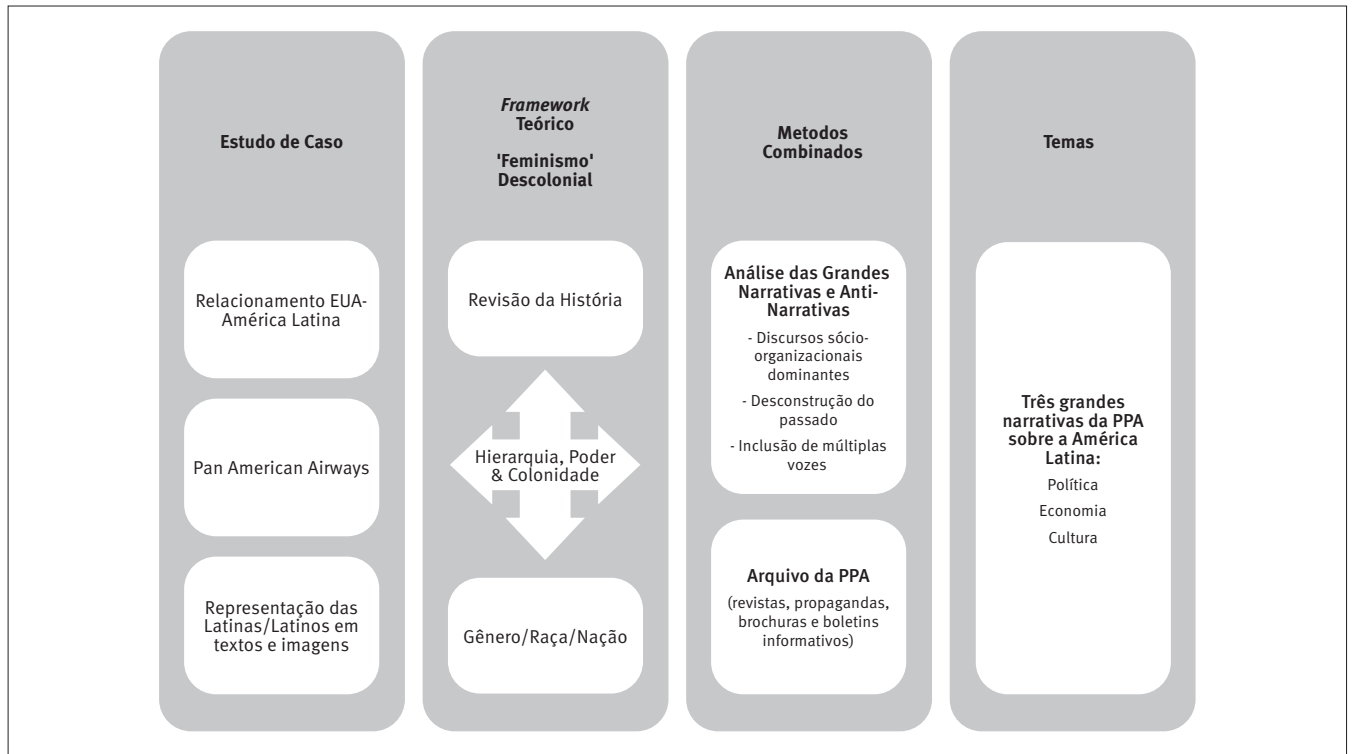 Estudo de Caso
Relacionamento EUA-
América Latina
Pan American Airways
Representação das
Latinas/Latinos em
textos e imagens
Framework
Teórico
'Feminismo'
Descolonial
Revisão da História
Hierarquia, Poder
& Colonidade
Gênero/Raça/Nação
Metodos
Combinados
Análise das Grandes
Narrativas e Anti-
Narrativas
- Discursos sócio-
organizacionais
dominantes
- Desconstrução do
passado
- Inclusão de múltiplas
vozes
Arquivo da PPA
(revistas, propagandas,
brochuras e boletins
informativos)
Temas
Três grandes
narrativas da PPA
sobre a América
Latina:
Política
Economia
Cultura